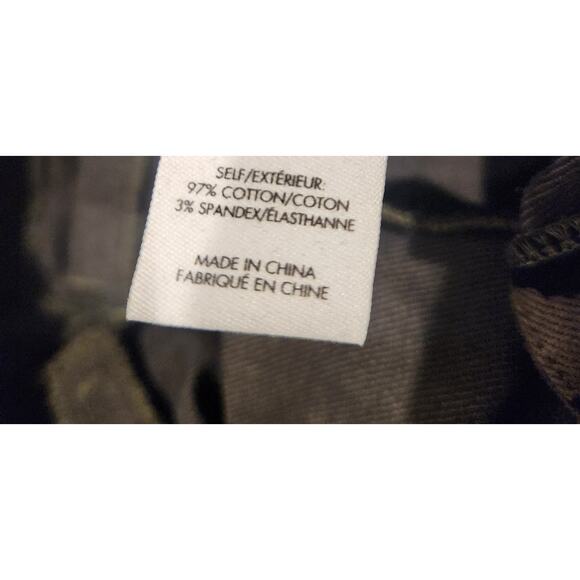 SELF/EXTÉRIEUR:
97% COTTON/COTON
3% SPANDEX/ÉLASTHANNE
MADE IN CHINA
FABRIQUÉ EN CHINE